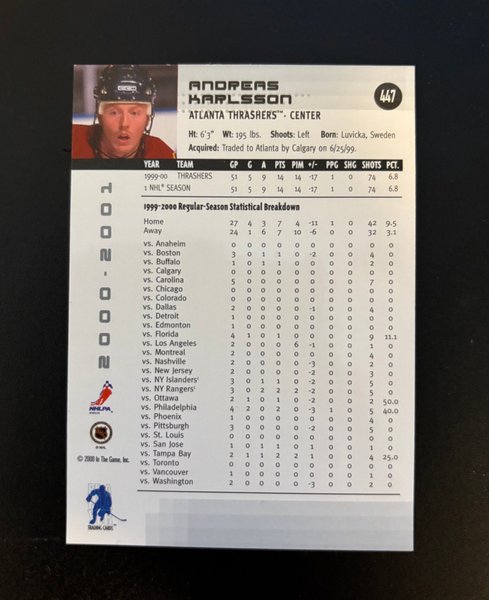 ANDREAS
KARLSSON
447
ATLANTA THRASHERS™ · CENTER
Ht: 6'3" Wt: 195 lbs. Shoots: Left Born: Luvicka, Sweden
Acquired: Traded to Atlanta by Calgary on 6/25/99.
YEAR TEAM GP G A PTS PIM +/- PPG SHG SHOTS PCT.
1999-00 THRASHERS 51 5 9 14 14 -17 1 0 74 6.8
1 NHL® SEASON 51 5 9 14 14 -17 1 0 74 6.8
1999-2000 Regular-Season Statistical Breakdown
Home 27 4 3 7 4 -11 1 0 42 9.5
Away 24 1 6 7 10 -6 0 0 32 3.1
vs. Anaheim 0 0 0 0 0 0 0 0 0 0
vs. Boston 3 0 1 1 0 -2 0 0 4 0
vs. Buffalo 1 0 1 1 0 0 0 0 2 0
vs. Calgary 0 0 0 0 0 0 0 0 0 0
vs. Carolina 5 0 0 0 0 0 0 0 7 0
vs. Chicago 0 0 0 0 0 0 0 0 0 0
vs. Colorado 0 0 0 0 0 0 0 0 0 0
vs. Dallas 2 0 0 0 0 -1 0 0 4 0
vs. Detroit 1 0 0 0 0 0 0 0 0 0
vs. Edmonton 1 0 0 0 0 0 0 0 0 0
vs. Florida 4 1 0 1 0 0 0 0 9 11.1
vs. Los Angeles 2 0 0 0 6 -1 0 0 4 0
vs. Montreal 2 0 0 0 0 0 0 0 0 0
vs. Nashville 2 0 0 0 0 -3 0 0 2 0
vs. New Jersey 2 0 0 0 0 -2 0 0 5 0
vs. NY Islanders' 3 0 1 1 0 -2 0 0 5 0
vs. NY Rangers' 3 0 2 2 2 -2 0 0 5 0
vs. Ottawa 2 1 0 1 0 -2 0 0 2 50.0
vs. Philadelphia 4 2 0 2 0 -3 1 0 5 40.0
vs. Phoenix 1 0 0 0 0 0 0 0 0 0
vs. Pittsburgh 3 0 0 0 0 -2 0 0 5 0
vs. St. Louis 0 0 0 0 0 0 0 0 0 0
vs. San Jose 1 0 1 1 0 1 0 0 2 0
vs. Tampa Bay 2 1 1 2 2 1 0 0 4 25.0
vs. Toronto 0 0 0 0 0 0 0 0 0 0
vs. Vancouver 1 0 0 0 0 0 0 0 0 0
vs. Washington 2 0 0 0 0 -3 0 0 2 0
2000-2001
NHLPA
© NHL
© 2000 In The Game, Inc.
TRADING CARDS